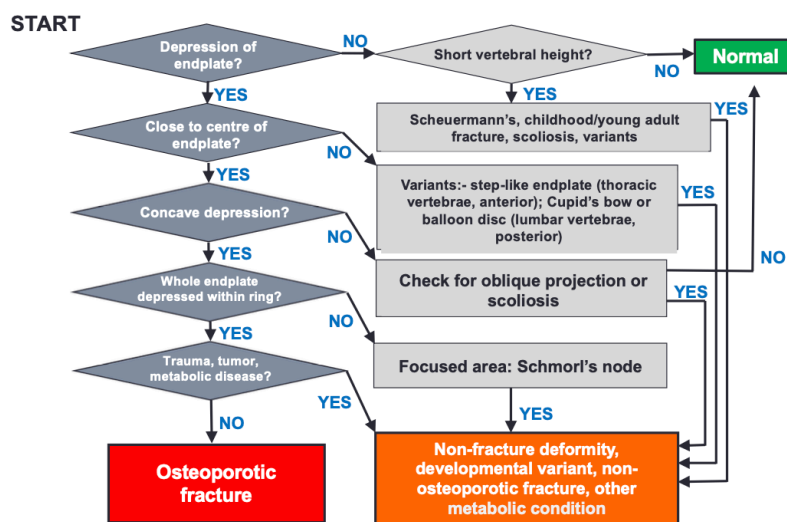 START
Depression of
endplate?
NO
Short vertebral height?
NO
Normal
YES
YES
YES
Close to centre of
endplate?
Scheuermann's, childhood/young adult
fracture, scoliosis, variants
NO
YES
Variants:- step-like endplate (thoracic
vertebrae, anterior); Cupid's bow or
balloon disc (lumbar vertebrae,
posterior)
YES
Concave depression?
NO
NO
YES
Check for oblique projection or
scoliosis
YES
Whole endplate
depressed within ring?
NO
YES
Trauma, tumor,
metabolic disease?
Focused area: Schmorl's node
YES
YES
NO
Osteoporotic
fracture
Non-fracture deformity,
developmental variant, non-
osteoporotic fracture, other
metabolic condition